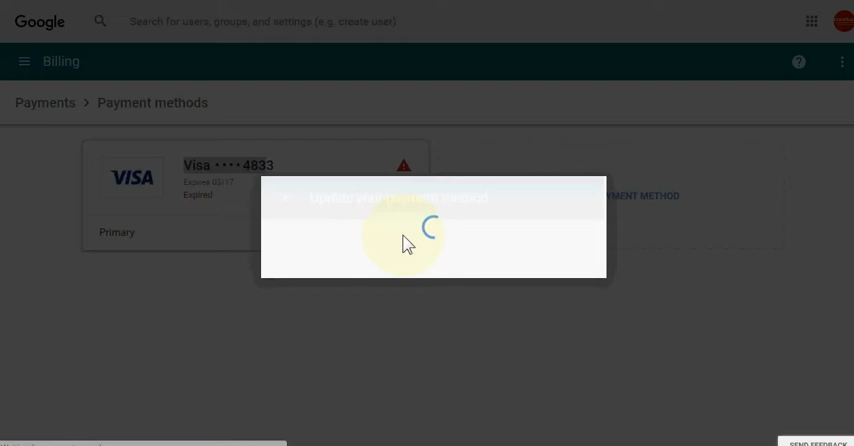 Google
Search for users, groups, and settings (e.g. create user)
Billing
Payments > Payment methods
VISA
Visa •••• 4833
Expires 03/17
Expired
Update your payment method
PAYMENT METHOD
Primary
SEND FEEDBACK